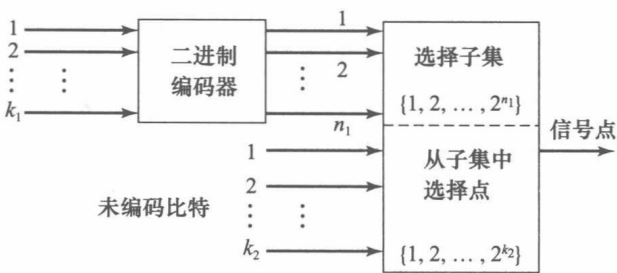 1
2
⋮ ⋮
k₁
二进制
编码器
1
2
⋮
n₁
选择子集
{1, 2, …, 2^{n₁}}
未编码比特
1
2
⋮ ⋮
k₂
从子集中
选择点
{1, 2, …, 2^{k₂}}
信号点